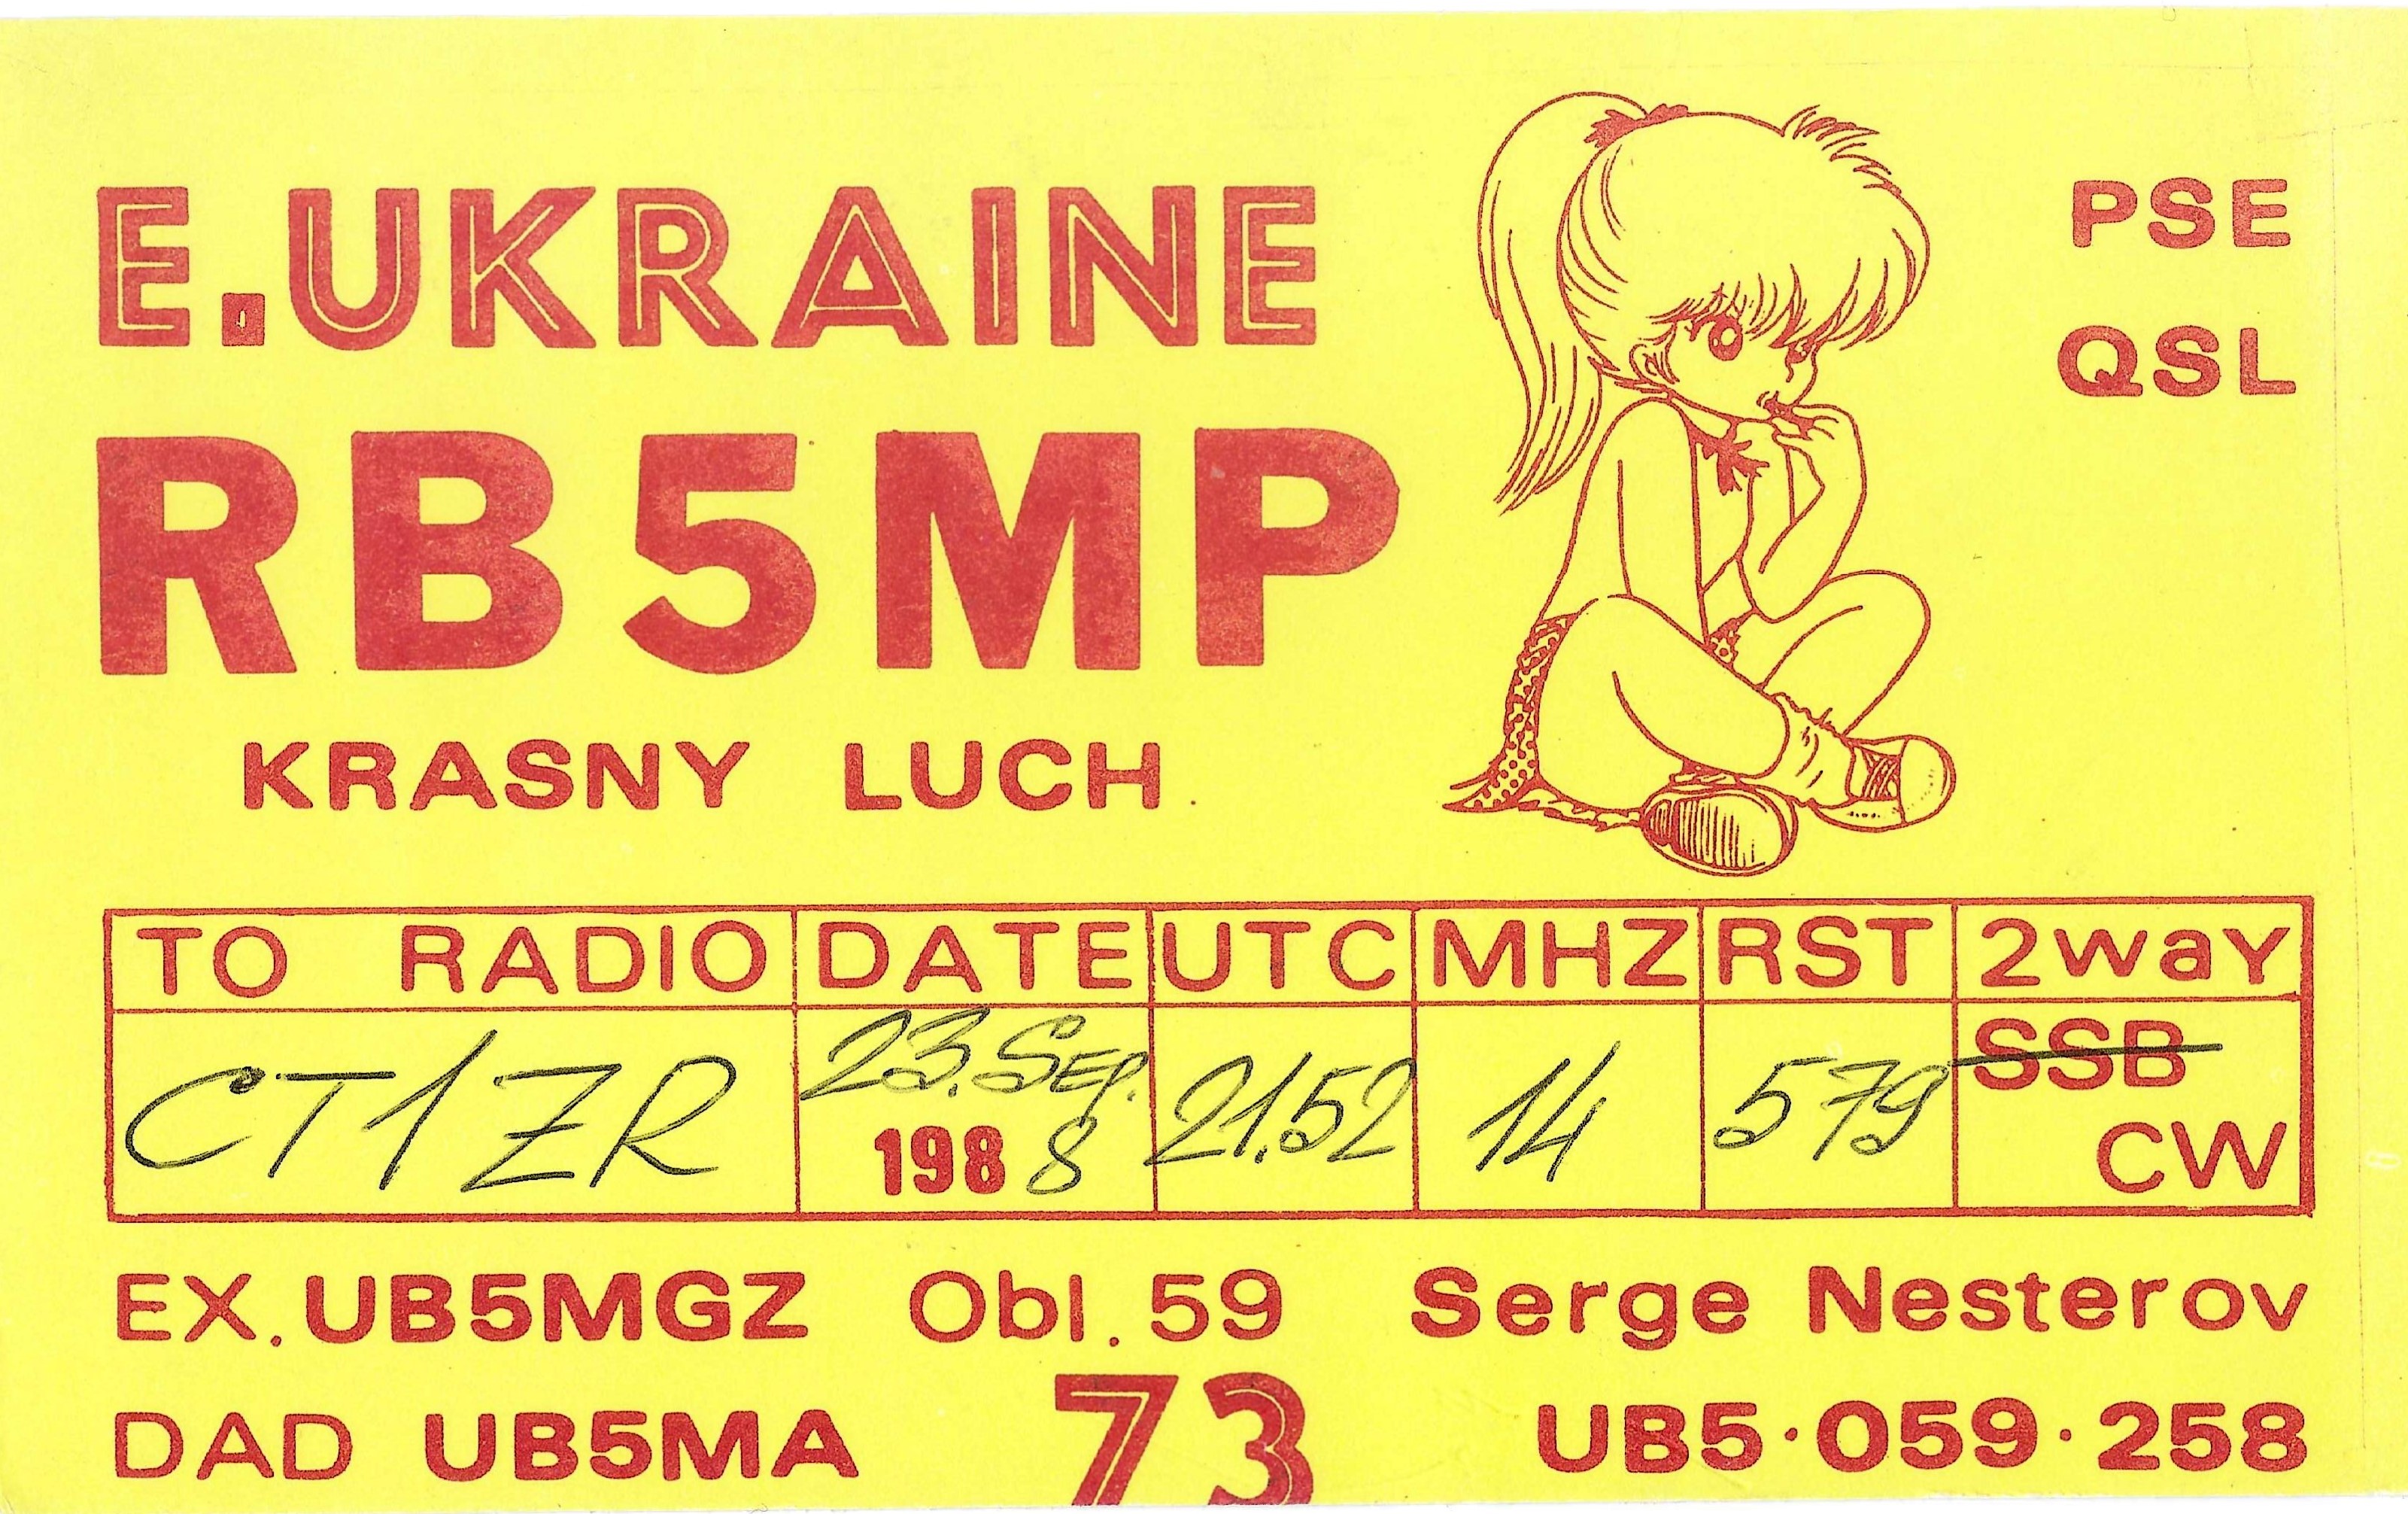 E.UKRAINE
PSE
QSL
RB5MP
KRASNY LUCH
TO RADIO DATE UTC MHZ RST 2waY
CT1ZR 23.SEP. 1988 21.52 14 579 SSB CW
EX.UB5MGZ Obl.59 Serge Nesterov
DAD UB5MA 73 UB5·059·258